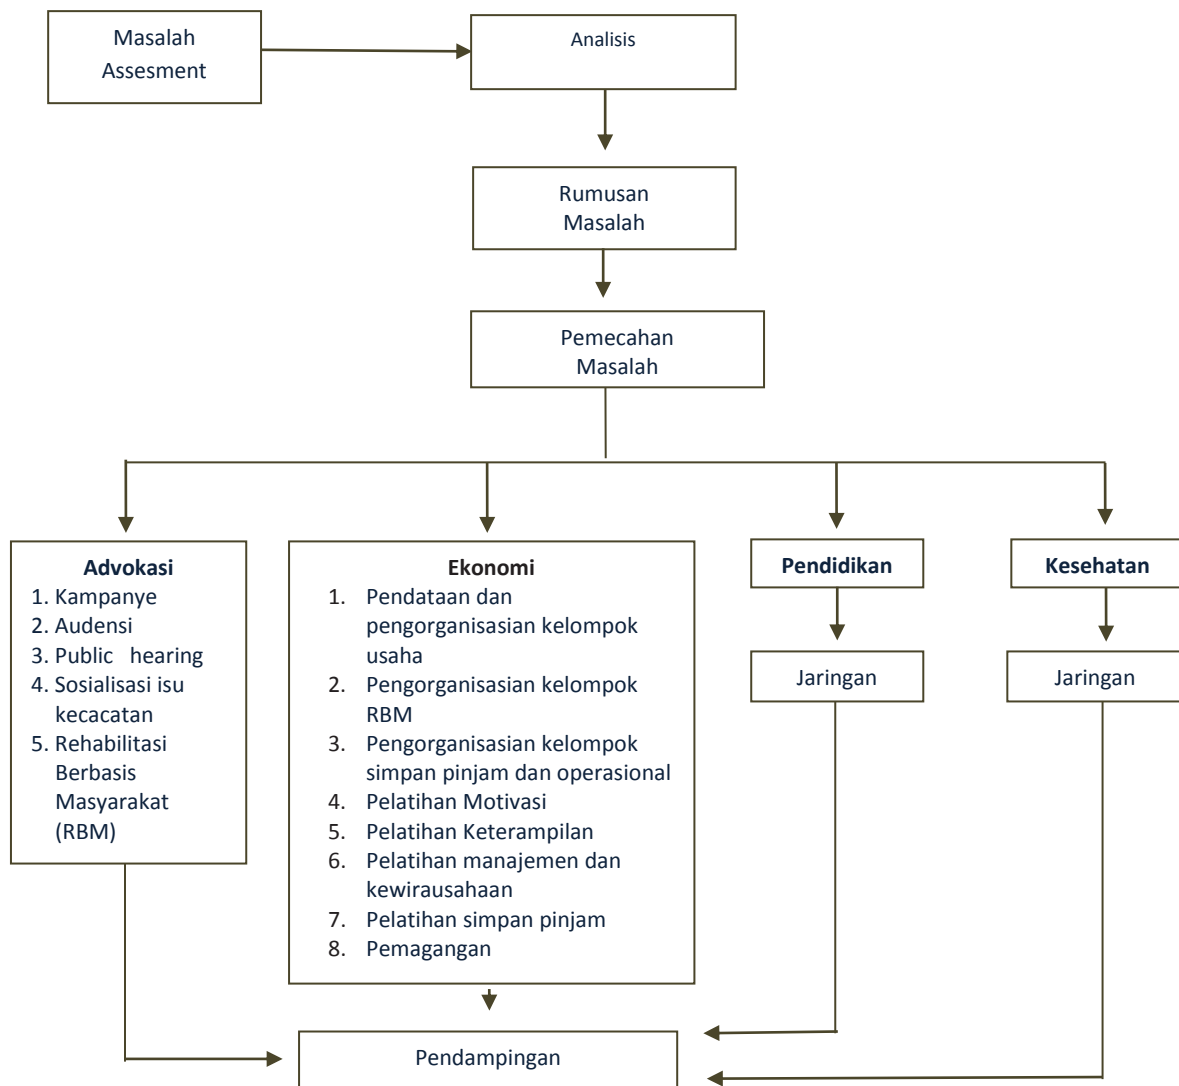 Masalah
Assesment
Analisis
Rumusan
Masalah
Pemecahan
Masalah
Advokasi
1. Kampanye
2. Audensi
3. Public hearing
4. Sosialisasi isu
kecacatan
5. Rehabilitasi
Berbasis
Masyarakat
(RBM)
Ekonomi
1. Pendataan dan
pengorganisasian kelompok
usaha
2. Pengorganisasian kelompok
RBM
3. Pengorganisasian kelompok
simpan pinjam dan operasional
4. Pelatihan Motivasi
5. Pelatihan Keterampilan
6. Pelatihan manajemen dan
kewirausahaan
7. Pelatihan simpan pinjam
8. Pemagangan
Pendidikan
Jaringan
Kesehatan
Jaringan
Pendampingan